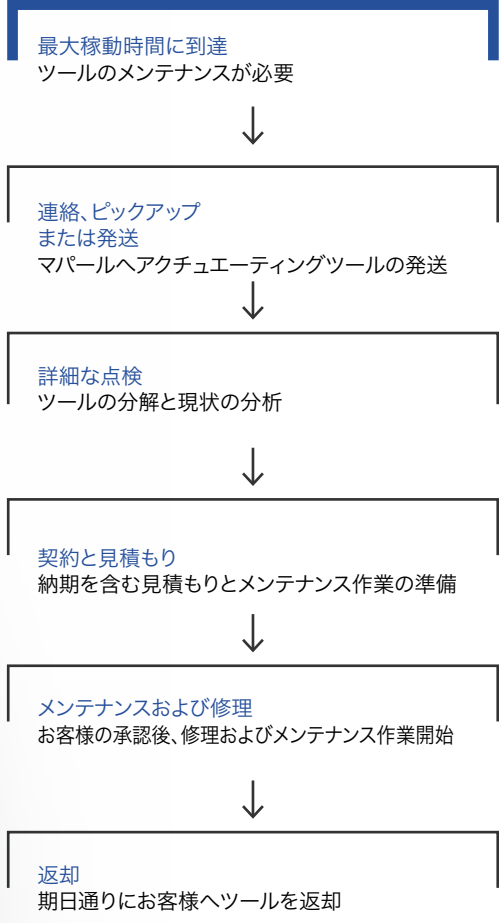 最大稼動時間に到達
ツールのメンテナンスが必要
連絡、ピックアップ
または発送
マパールへアクチュエーティングツールの発送
詳細な点検
ツールの分解と現状の分析
契約と見積もり
納期を含む見積もりとメンテナンス作業の準備
メンテナンスおよび修理
お客様の承認後、修理およびメンテナンス作業開始
返却
期日通りにお客様へツールを返却